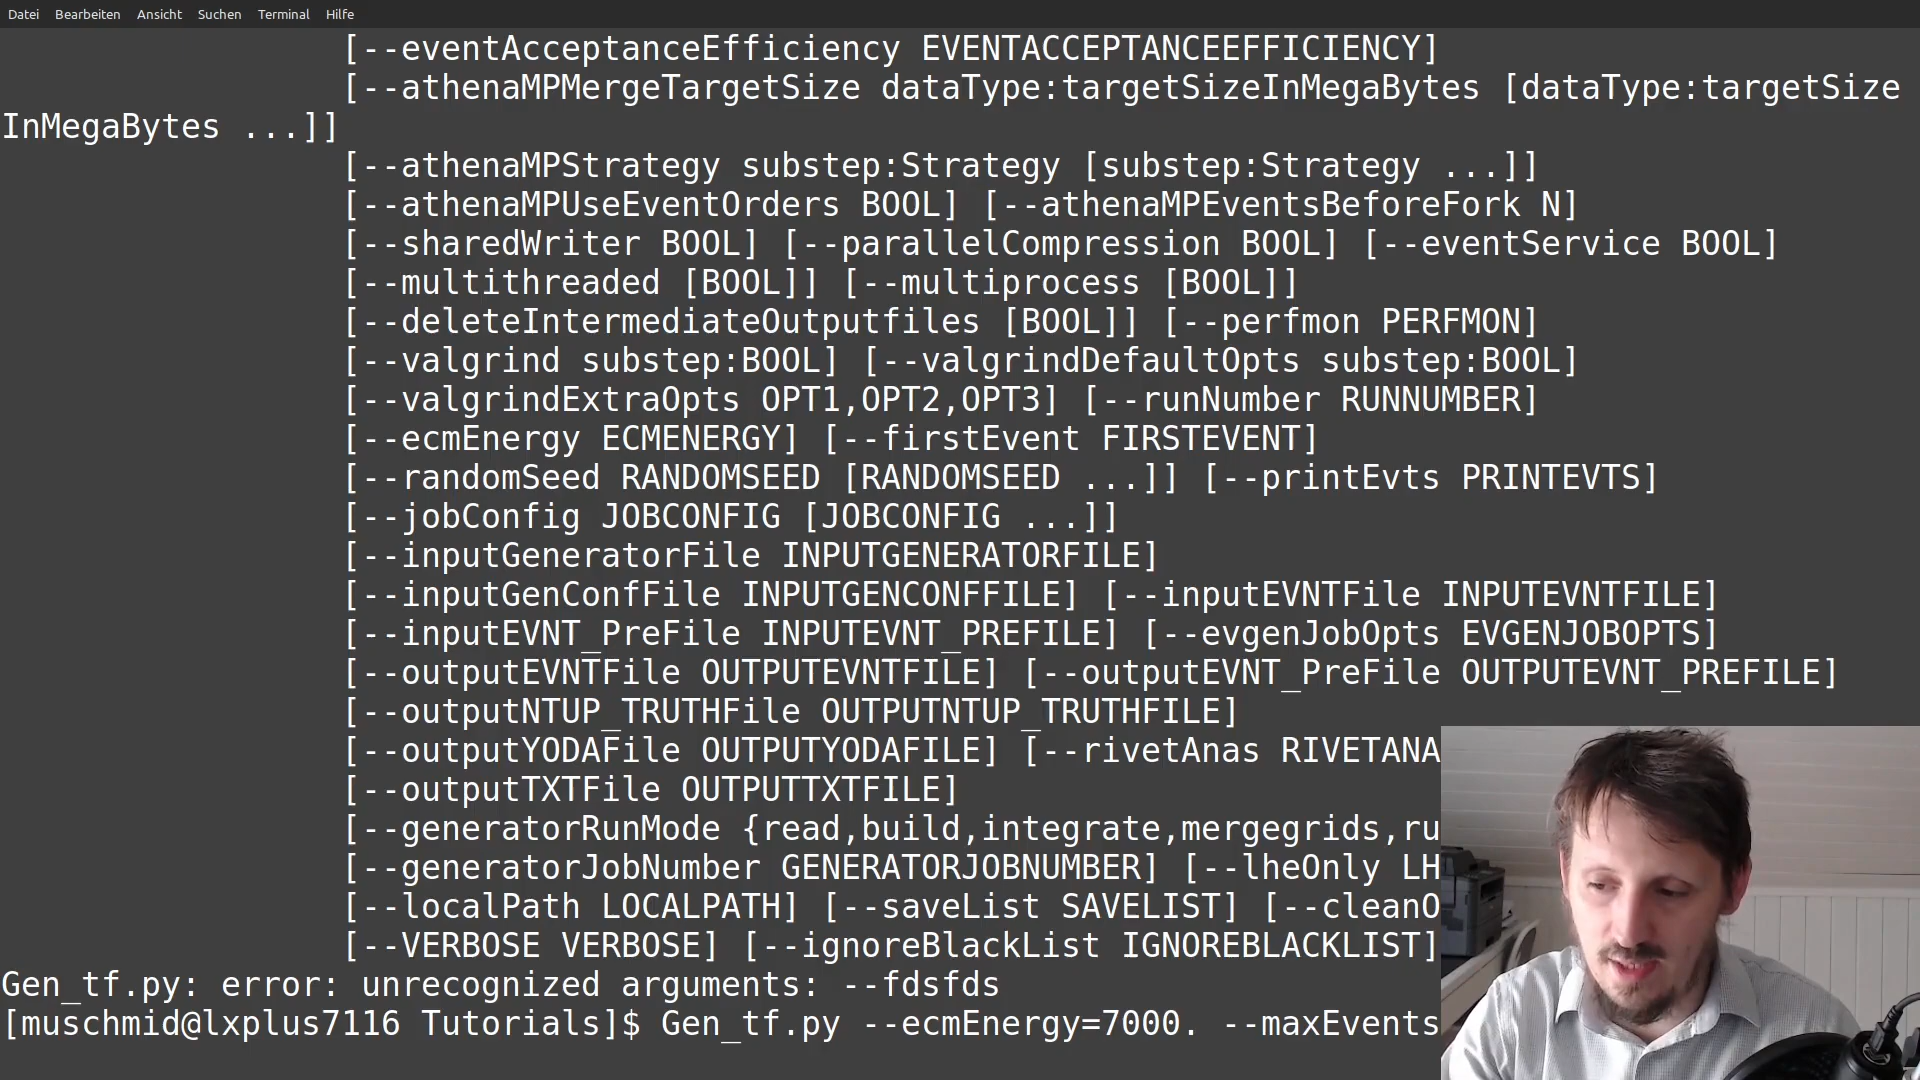 Datei Bearbeiten Ansicht Suchen Terminal Hilfe
[--eventAcceptanceEfficiency EVENTACCEPTANCEEFFICIENCY]
[--athenaMPMergeTargetSize dataType:targetSizeInMegaBytes [dataType:targetSize
InMegaBytes ...]]
[--athenaMPStrategy substep:Strategy [substep:Strategy ...]]
[--athenaMPUseEventOrders BOOL] [--athenaMPEventsBeforeFork N]
[--sharedWriter BOOL] [--parallelCompression BOOL] [--eventService BOOL]
[--multithreaded [BOOL]] [--multiprocess [BOOL]]
[--deleteIntermediateOutputfiles [BOOL]] [--perfmon PERFMON]
[--valgrind substep:BOOL] [--valgrindDefaultOpts substep:BOOL]
[--valgrindExtraOpts OPT1,OPT2,OPT3] [--runNumber RUNNUMBER]
[--ecmEnergy ECMENERGY] [--firstEvent FIRSTEVENT]
[--randomSeed RANDOMSEED [RANDOMSEED ...]] [--printEvts PRINTEVTS]
[--jobConfig JOBCONFIG [JOBCONFIG ...]]
[--inputGeneratorFile INPUTGENERATORFILE]
[--inputGenConfFile INPUTGENCONFFILE] [--inputEVNTFile INPUTEVNTFILE]
[--inputEVNT_PreFile INPUTEVNT_PREFILE] [--evgenJobOpts EVGENJOBOPTS]
[--outputEVNTFile OUTPUTEVNTFILE] [--outputEVNT_PreFile OUTPUTEVNT_PREFILE]
[--outputNTUP_TRUTHFile OUTPUTNTUP_TRUTHFILE]
[--outputYODAFile OUTPUTYODAFILE] [--rivetAnas RIVETANA
[--outputTXTFile OUTPUTTXTFILE]
[--generatorRunMode {read,build,integrate,mergegrids,ru
[--generatorJobNumber GENERATORJOBNUMBER] [--lheOnly LH
[--localPath LOCALPATH] [--saveList SAVELIST] [--cleanO
[--VERBOSE VERBOSE] [--ignoreBlackList IGNOREBLACKLIST]
Gen_tf.py: error: unrecognized arguments: --fdsfds
[muschmid@lxplus7116 Tutorials]$ Gen_tf.py --ecmEnergy=7000. --maxEvents